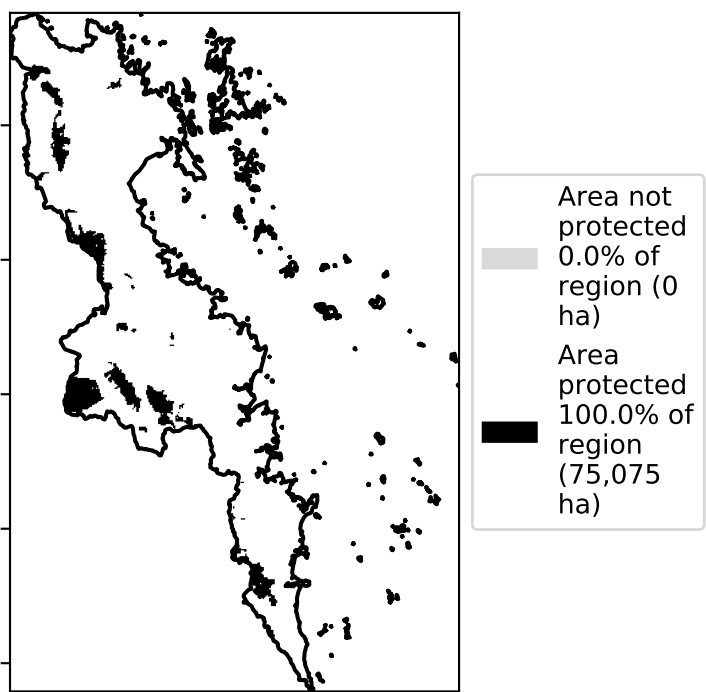 Area not
protected
0.0% of
region (0
ha)
Area
protected
100.0% of
region
(75,075
ha)